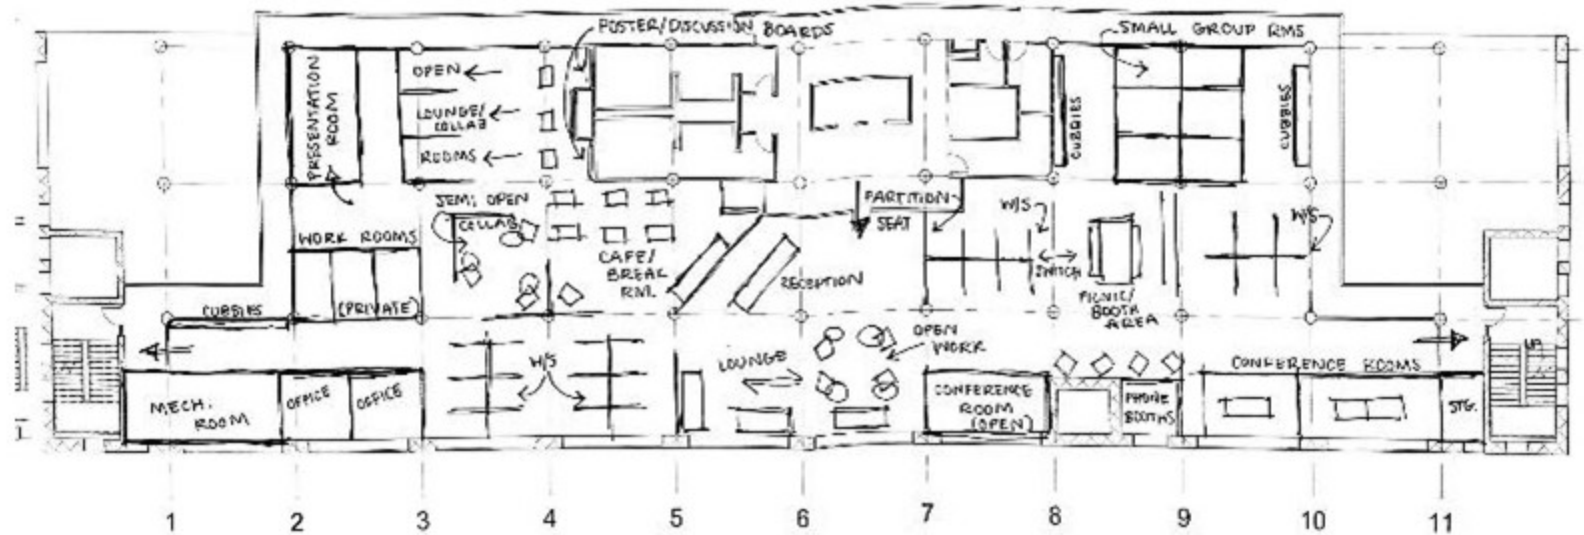 POSTER/DISCUSSION BOARDS
SMALL GROUP RMS
PRESENTATION
ROOM
OPEN
LOUNGE/
COLLAB
ROOMS
CUBBIES
CUBBIES
SEMI OPEN
COLLAB
PARTITION
SEAT
W/S
W/S
WORK ROOMS
(PRIVATE)
CAFE/
BREAK
RM.
RECEPTION
SWITCH
PICNIC/
BOOTH
AREA
CUBBIES
W/S
LOUNGE
OPEN
WORK
CONFERENCE ROOMS
UP
MECH.
ROOM
OFFICE
OFFICE
CONFERENCE
ROOM
(OPEN)
PHONE
BOOTHS
STG.
1 2 3 4 5 6 7 8 9 10 11